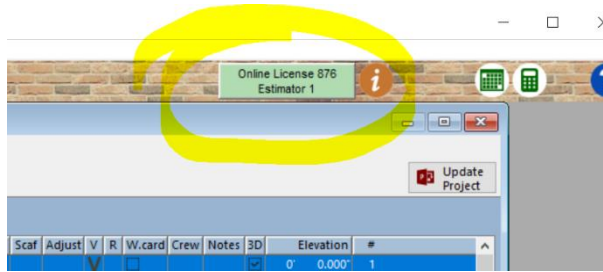 Online License 876
Estimator 1
i
Update
Project
Scaf Adjust V R W.card Crew Notes 3D Elevation #
V 0' 0.000" 1